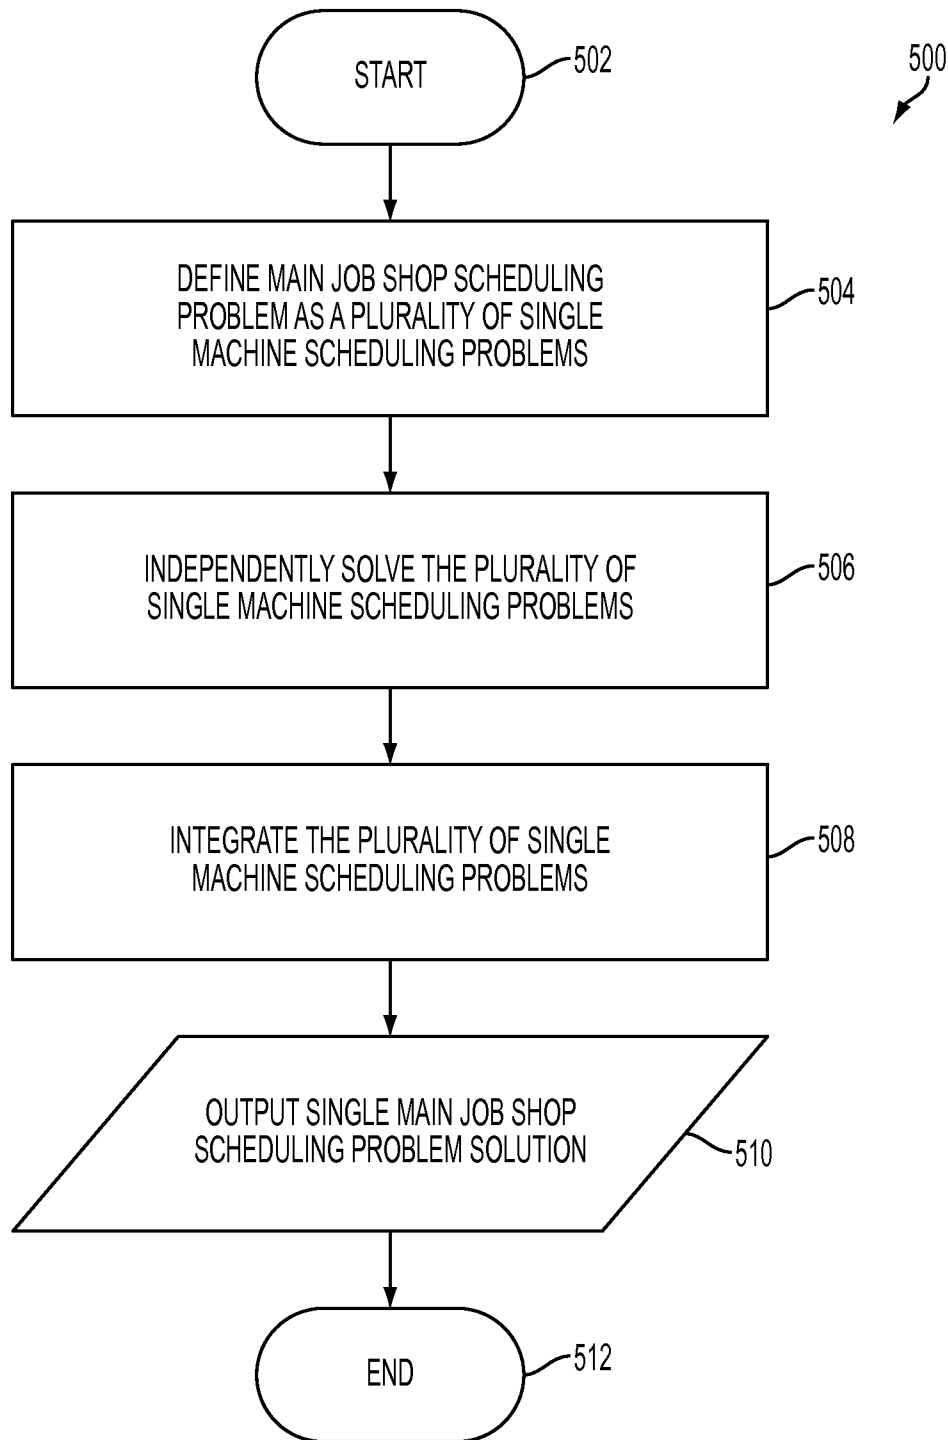 START
502
500
DEFINE MAIN JOB SHOP SCHEDULING
PROBLEM AS A PLURALITY OF SINGLE
MACHINE SCHEDULING PROBLEMS
504
INDEPENDENTLY SOLVE THE PLURALITY OF
SINGLE MACHINE SCHEDULING PROBLEMS
506
INTEGRATE THE PLURALITY OF SINGLE
MACHINE SCHEDULING PROBLEMS
508
OUTPUT SINGLE MAIN JOB SHOP
SCHEDULING PROBLEM SOLUTION
510
END
512